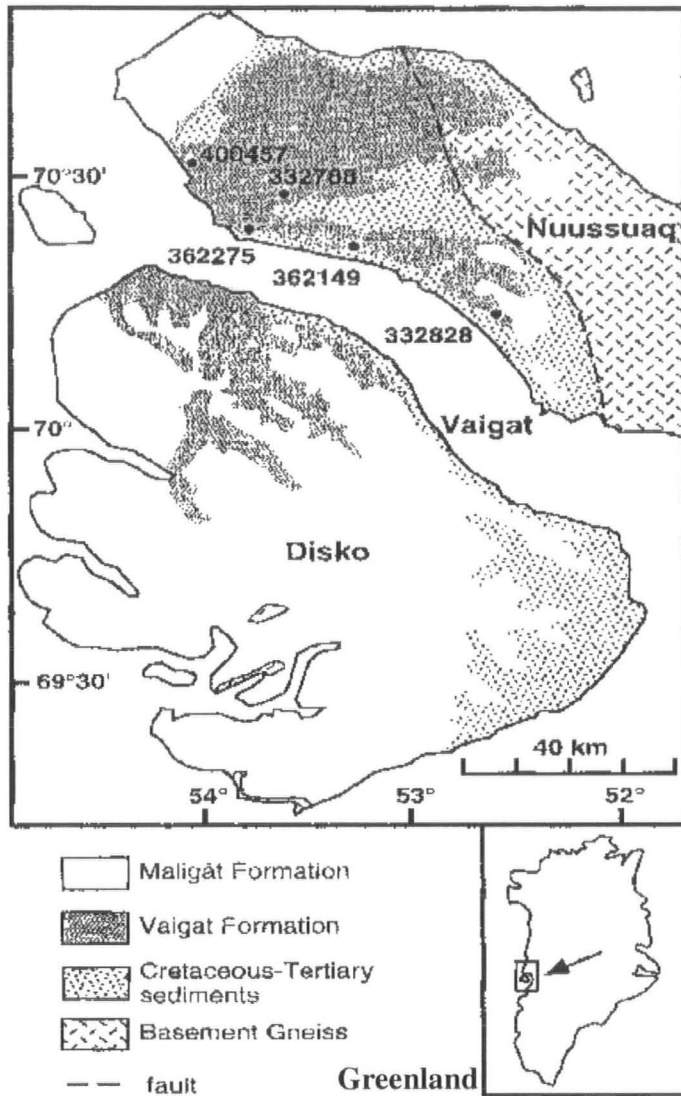 400457
70°30'
332788
Nuussuaq
362275
362149
332828
Vaigat
70°
Disko
69°30'
40 km
54°
53°
52°
Maligât Formation
Vaigat Formation
Cretaceous-Tertiary
sediments
Basement Gneiss
fault
Greenland